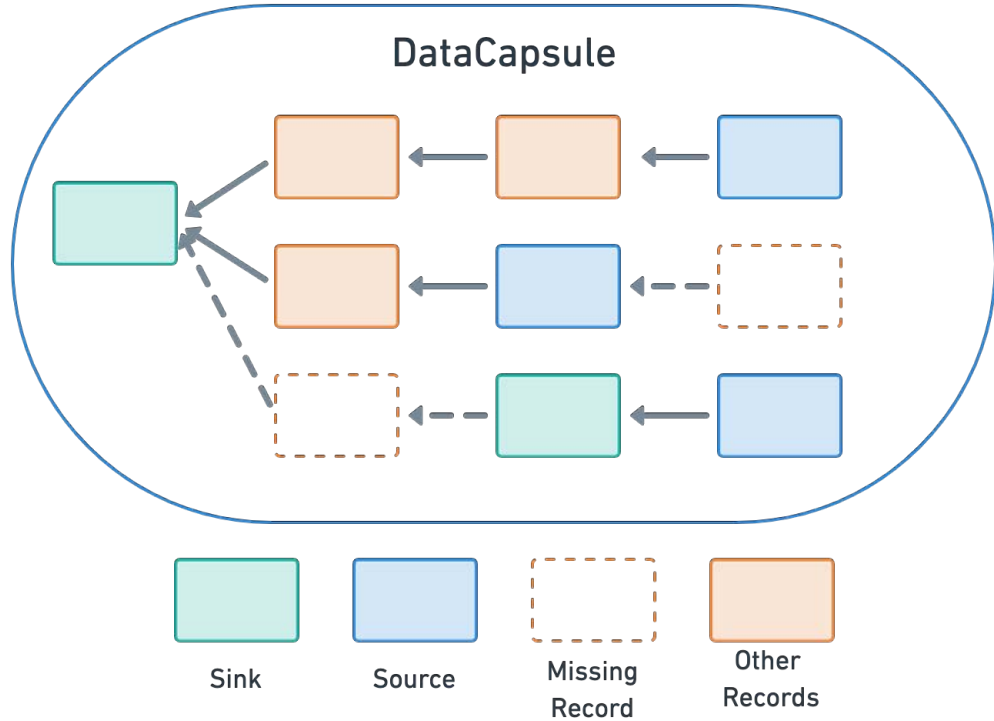 DataCapsule
Sink
Source
Missing
Record
Other
Records